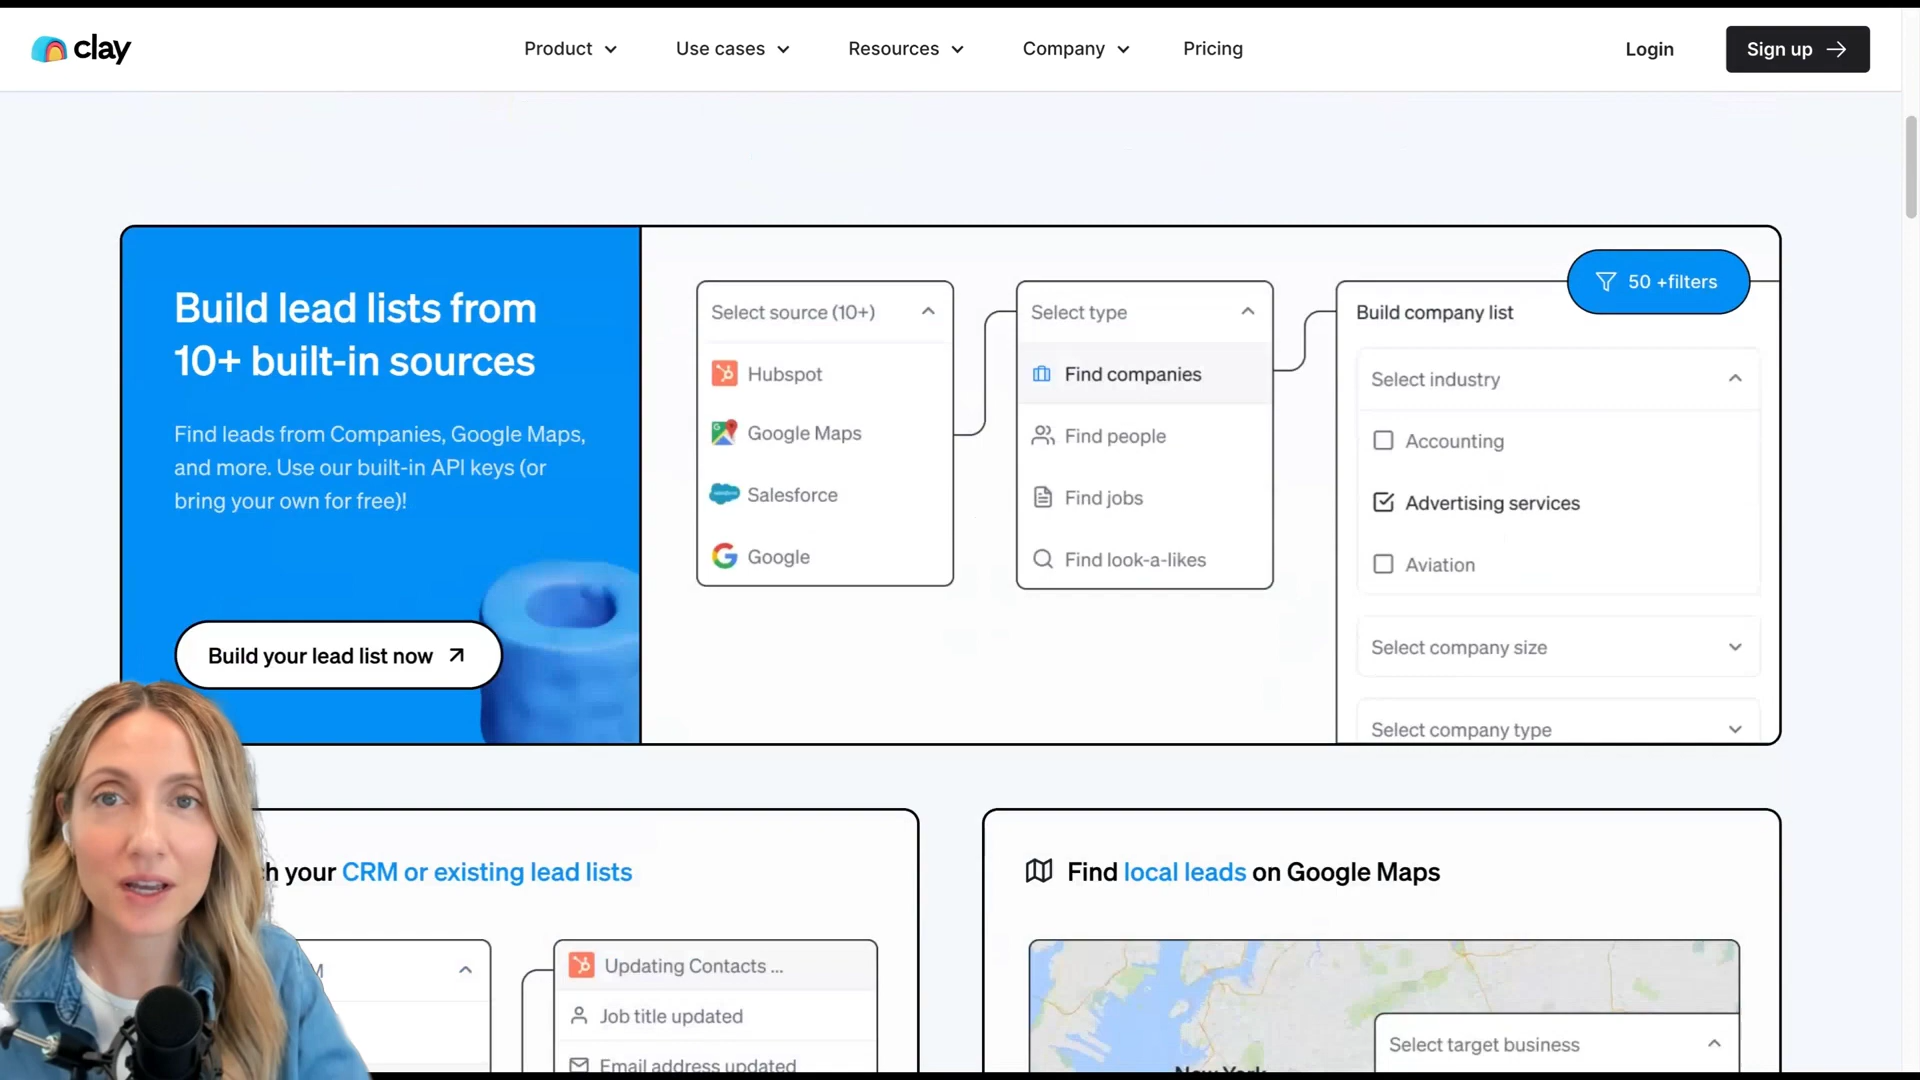 clay
Product
Use cases
Resources
Company
Pricing
Login
Sign up
Build lead lists from
10+ built-in sources
Find leads from Companies, Google Maps,
and more. Use our built-in API keys (or
bring your own for free)!
Build your lead list now
Select source (10+)
Hubspot
Google Maps
Salesforce
Google
Select type
Find companies
Find people
Find jobs
Find look-a-likes
50 +filters
Build company list
Select industry
Accounting
Advertising services
Aviation
Select company size
Select company type
your CRM or existing lead lists
Updating Contacts ...
Job title updated
Email address updated
Find local leads on Google Maps
Select target business
New York